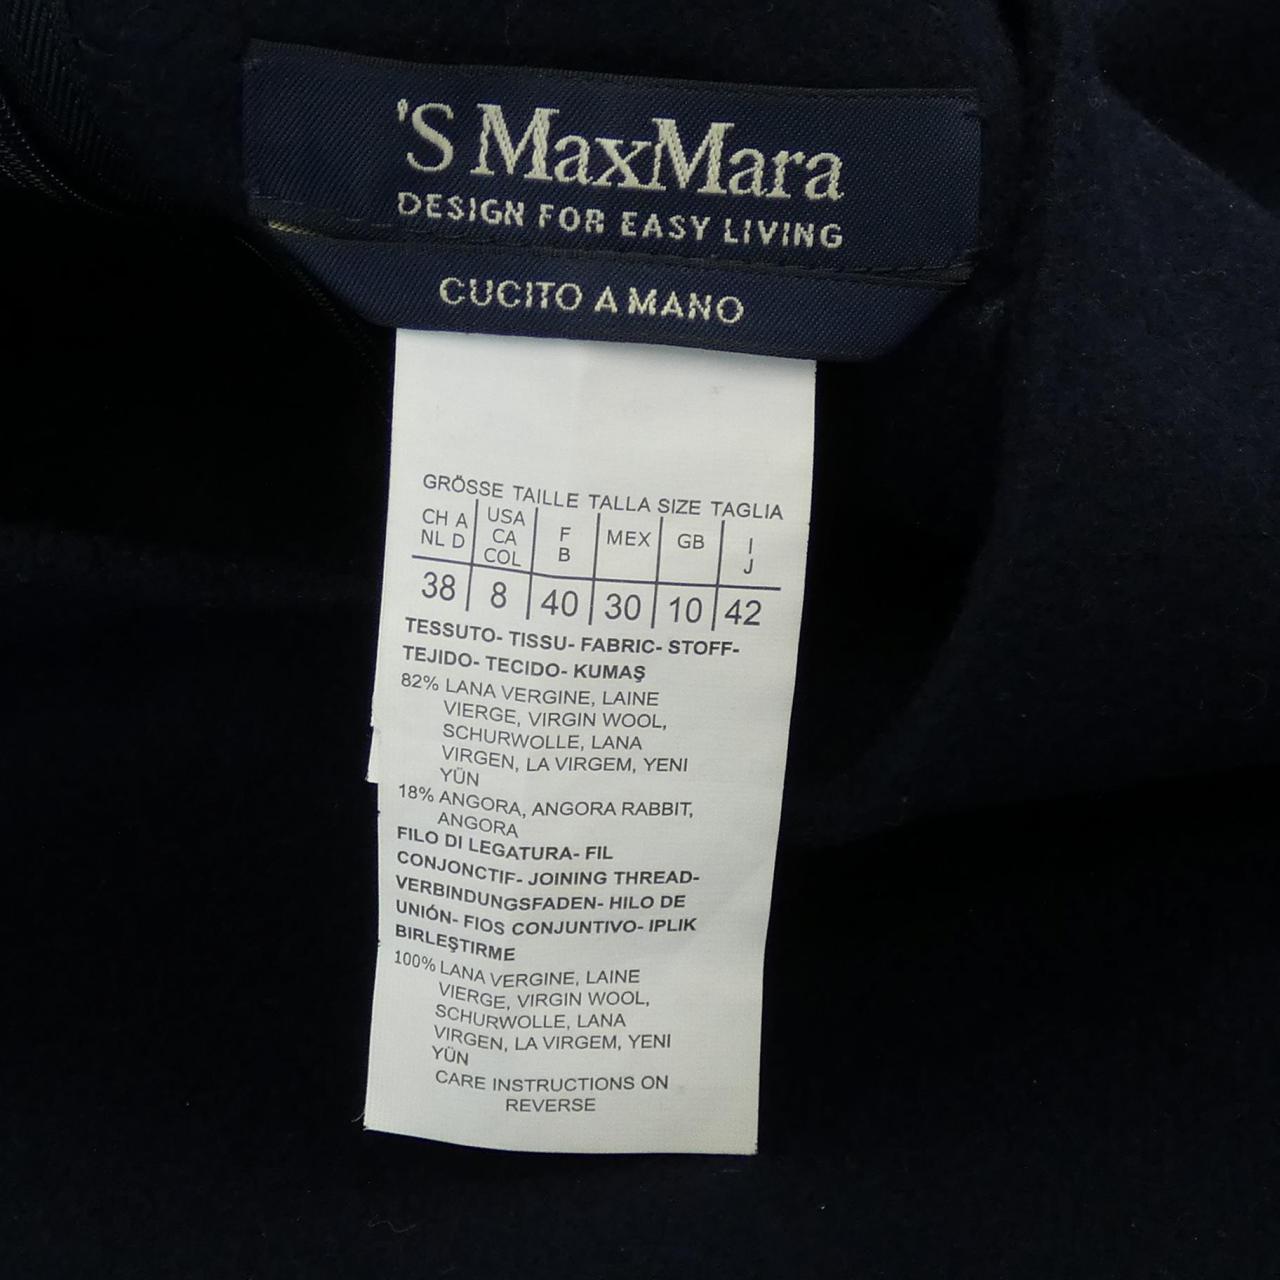 'S MaxMara
DESIGN FOR EASY LIVING
CUCITO A MANO
GRÖSSE TAILLE TALLA SIZE TAGLIA
CH A NL D | USA CA COL | F B | MEX | GB | I J
38 | 8 | 40 | 30 | 10 | 42
TESSUTO- TISSU- FABRIC- STOFF-
TEJIDO- TECIDO- KUMAŞ
82% LANA VERGINE, LAINE
VIERGE, VIRGIN WOOL,
SCHURWOLLE, LANA
VIRGEN, LA VIRGEM, YENI
YÜN
18% ANGORA, ANGORA RABBIT,
ANGORA
FILO DI LEGATURA- FIL
CONJONCTIF- JOINING THREAD-
VERBINDUNGSFADEN- HILO DE
UNIÓN- FIOS CONJUNTIVO- IPLIK
BIRLEŞTIRME
100% LANA VERGINE, LAINE
VIERGE, VIRGIN WOOL,
SCHURWOLLE, LANA
VIRGEN, LA VIRGEM, YENI
YÜN
CARE INSTRUCTIONS ON
REVERSE